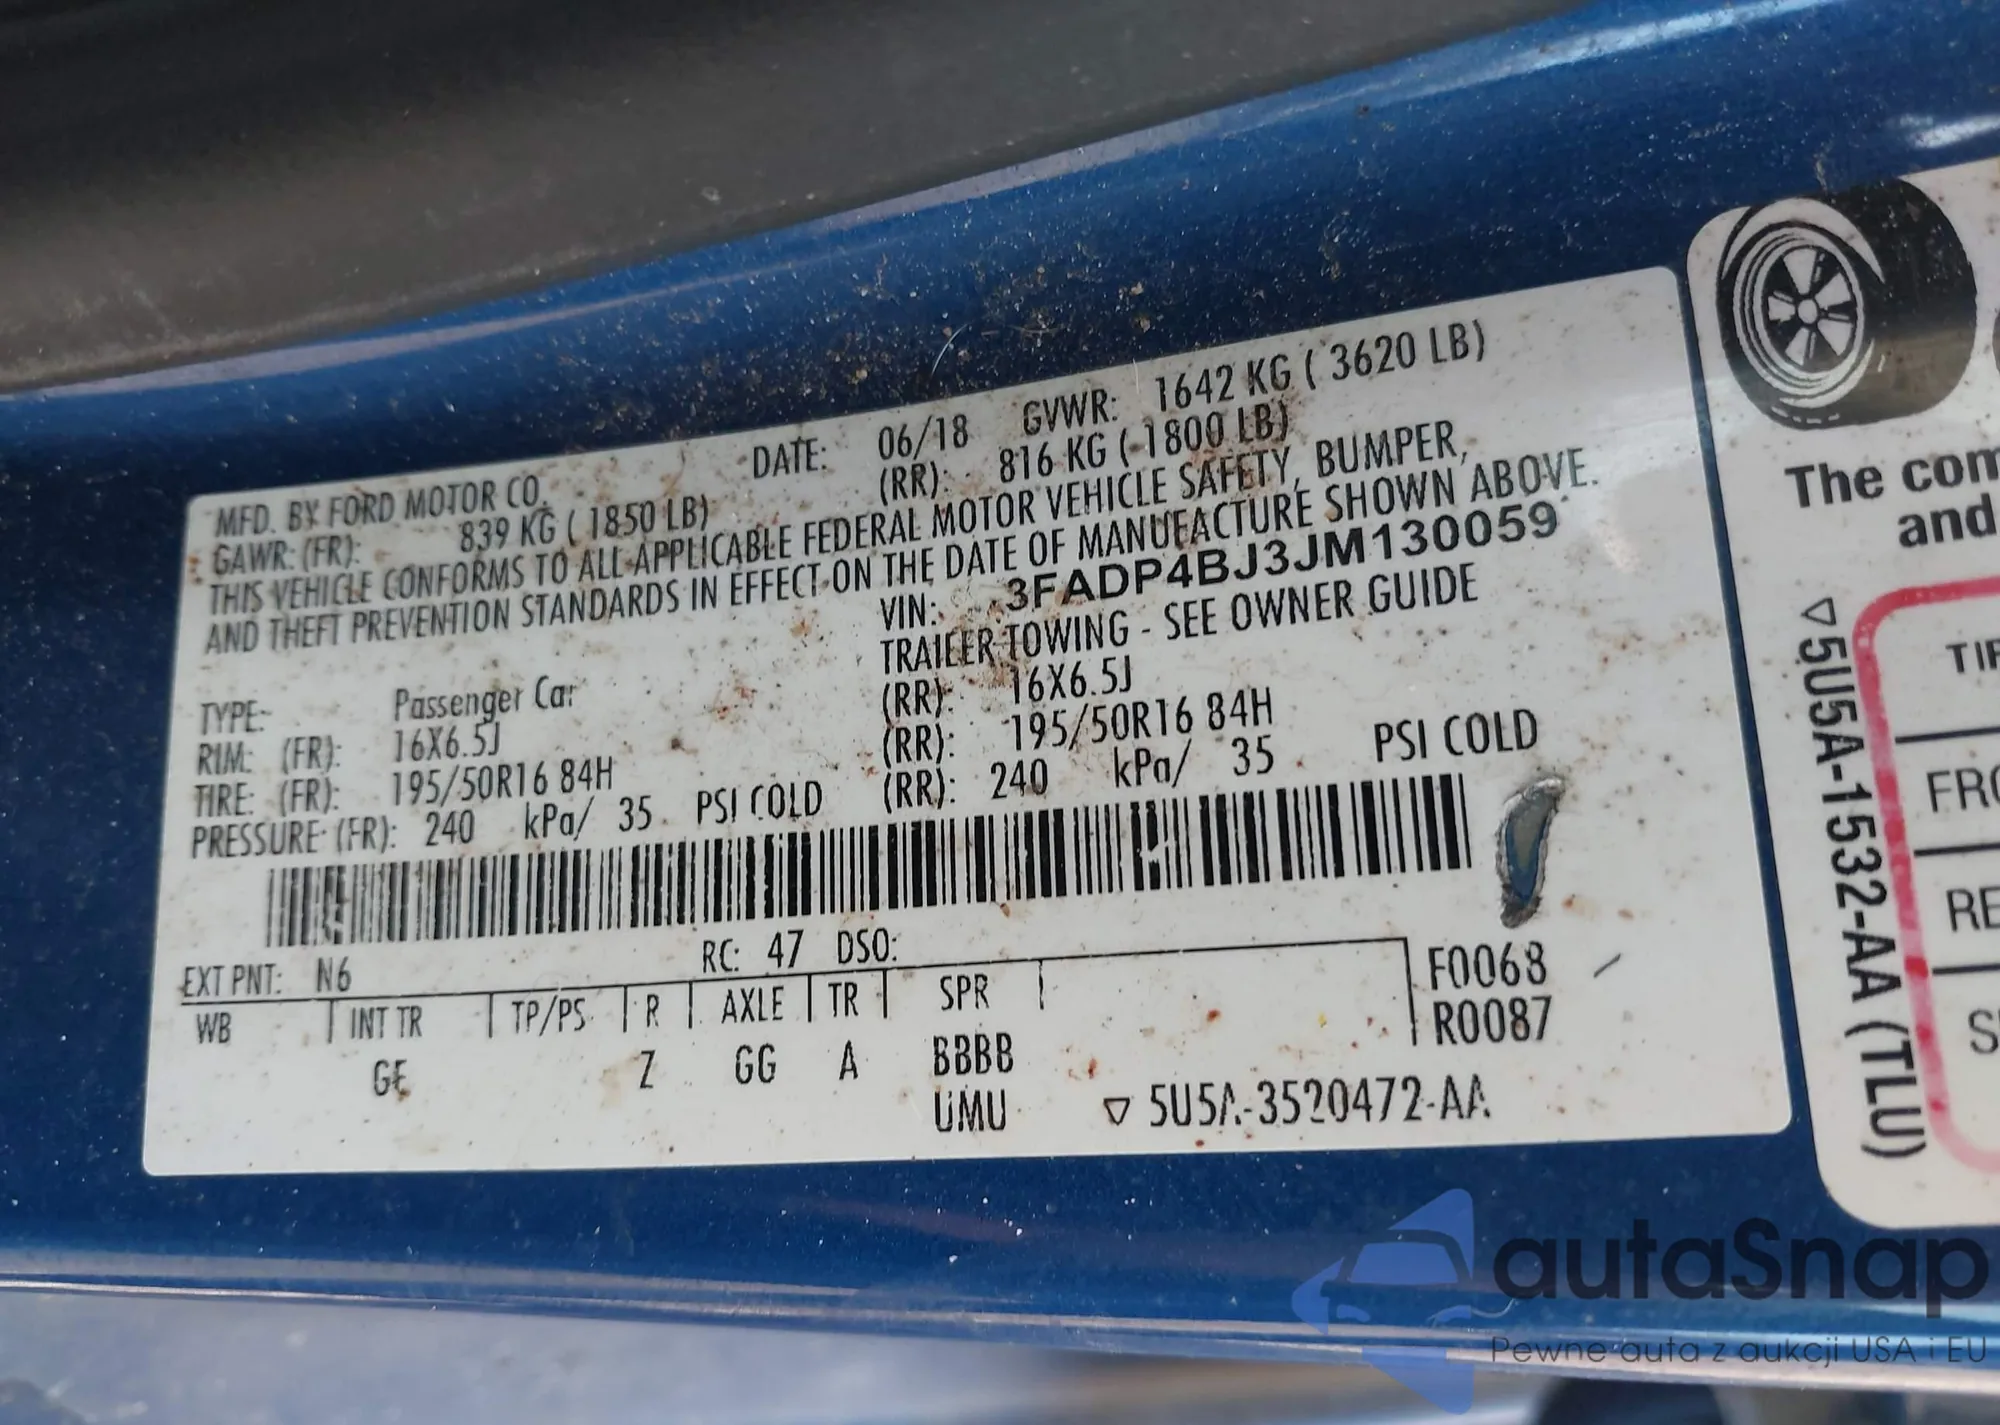 MFD. BY FORD MOTOR CO. DATE: 06/18 GVWR: 1642 KG ( 3620 LB)
GAWR: (FR): 839 KG ( 1850 LB) (RR): 816 KG ( 1800 LB)
THIS VEHICLE CONFORMS TO ALL APPLICABLE FEDERAL MOTOR VEHICLE SAFETY, BUMPER,
AND THEFT PREVENTION STANDARDS IN EFFECT ON THE DATE OF MANUFACTURE SHOWN ABOVE.
VIN: 3FADP4BJ3JM130059
TRAILER TOWING - SEE OWNER GUIDE
TYPE: Passenger Car
RIM: (FR): 16X6.5J (RR): 16X6.5J
TIRE: (FR): 195/50R16 84H (RR): 195/50R16 84H
PRESSURE (FR): 240 kPa/ 35 PSI COLD (RR): 240 kPa/ 35 PSI COLD
EXT PNT: N6 RC: 47 DSO:
F0068
R0087
WB INT TR TP/PS R AXLE TR SPR
GE Z GG A BBBB
UMU ▽ 5U5A-3520472-AA
The com
and
▽5U5A-1532-AA (TLU)
TIR
FRO
RE
S
autaSnap
Pewne auta z aukcji USA i EU